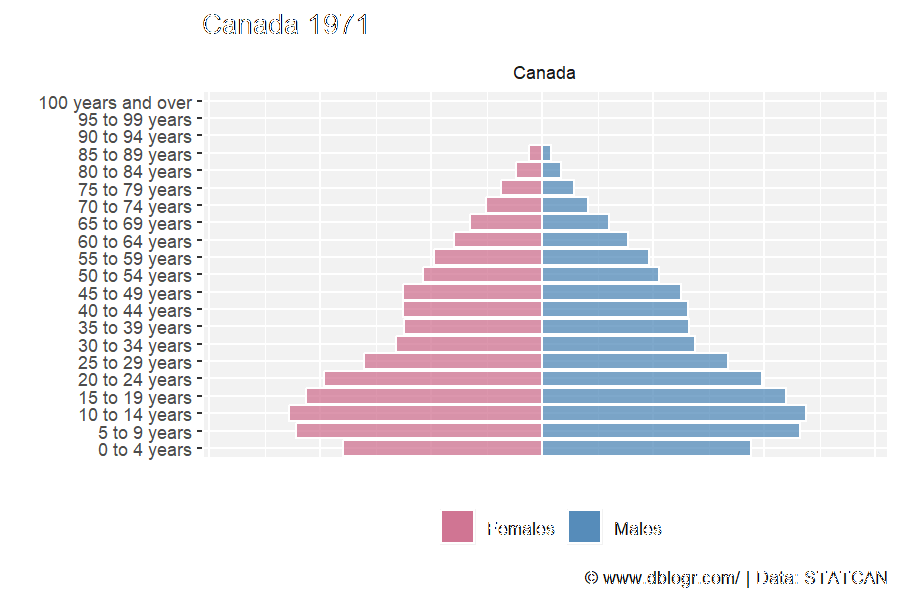 Canada 1971
Canada
100 years and over
95 to 99 years
90 to 94 years
85 to 89 years
80 to 84 years
75 to 79 years
70 to 74 years
65 to 69 years
60 to 64 years
55 to 59 years
50 to 54 years
45 to 49 years
40 to 44 years
35 to 39 years
30 to 34 years
25 to 29 years
20 to 24 years
15 to 19 years
10 to 14 years
5 to 9 years
0 to 4 years
Females Males
© www.dblogr.com/ | Data: STATCAN